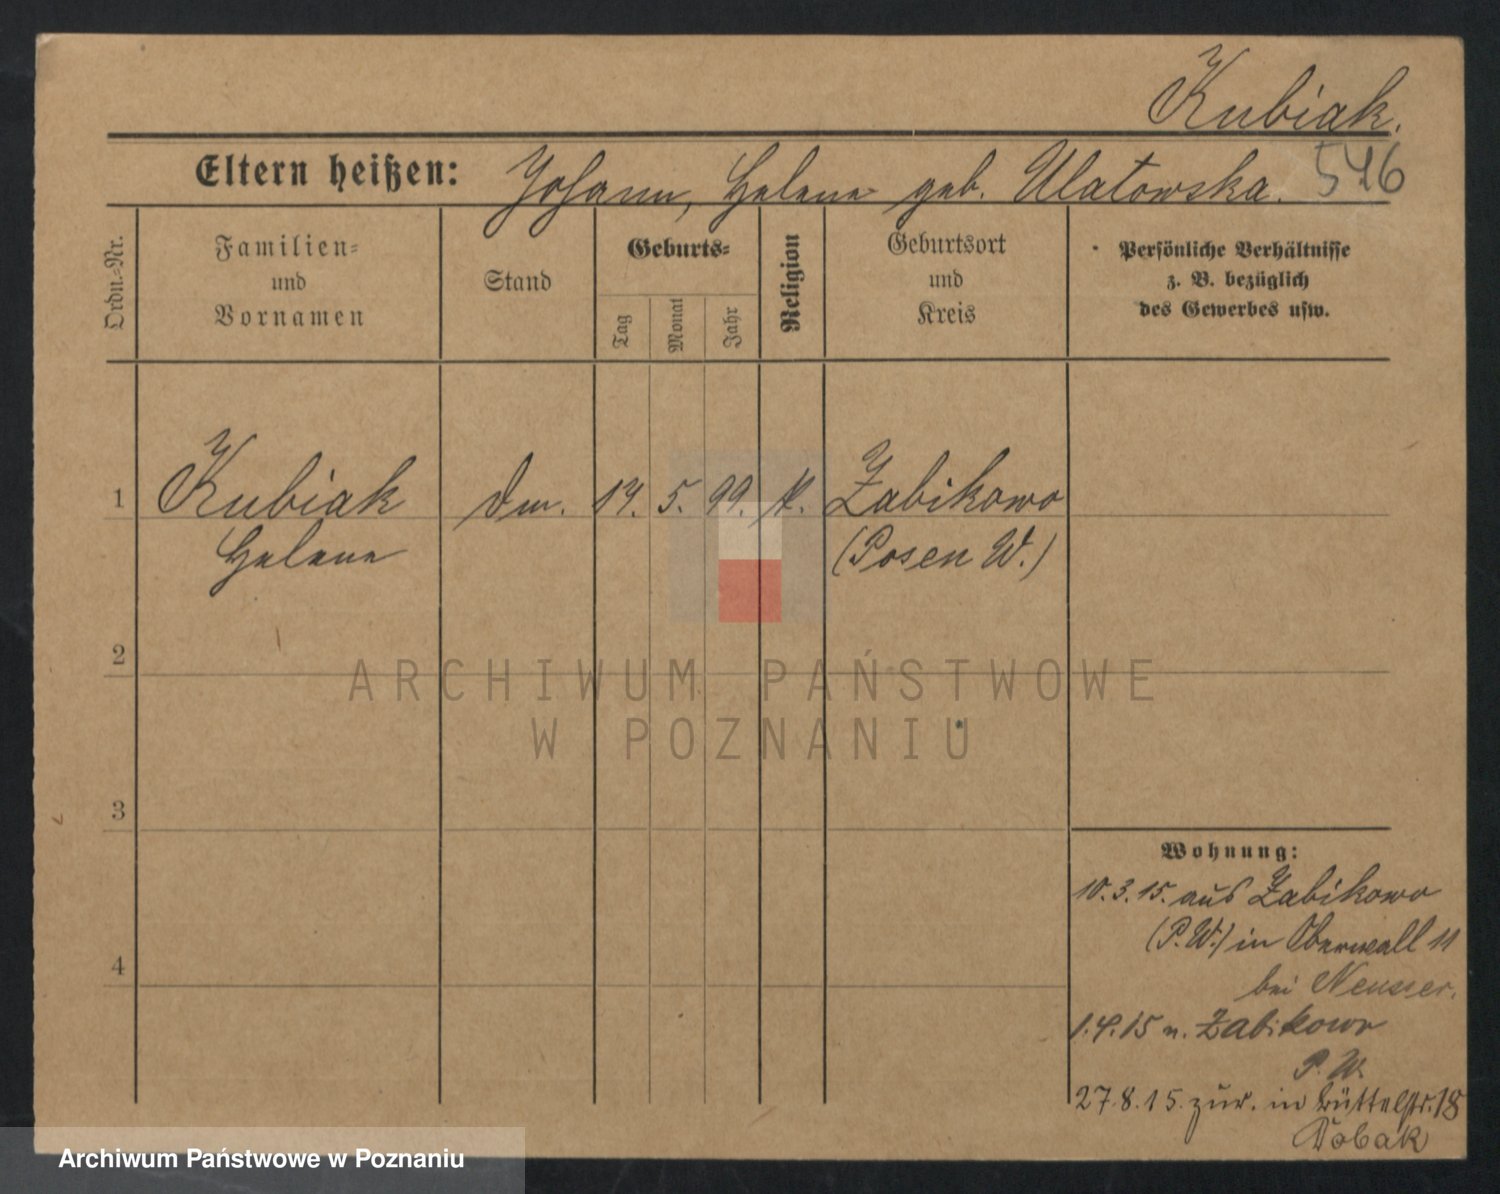 Kubiak.
Eltern heißen: Johann, Helene geb. Ulatowska. 546
Ordn.=Nr.
Familien=
und
Vornamen
Stand
Geburts=
Tag
Monat
Jahr
Religion
Geburtsort
und
Kreis
Persönliche Verhältnisse
z. B. bezüglich
des Gewerbes usw.
1 Kubiak 5. 99. k. Zabikowo
Helene (Posen W.)
2
3
4
Wohnung:
10.3.15. aus Zabikowo
(P.W.) in Oberwall 11
bei Neusser.
1.4.15 n. Zabikowo
P. W.
27.8.15. zur. in Büttelstr. 18
ARCHIWUM PAŃSTWOWE
W POZNANIU
Archiwum Państwowe w Poznaniu